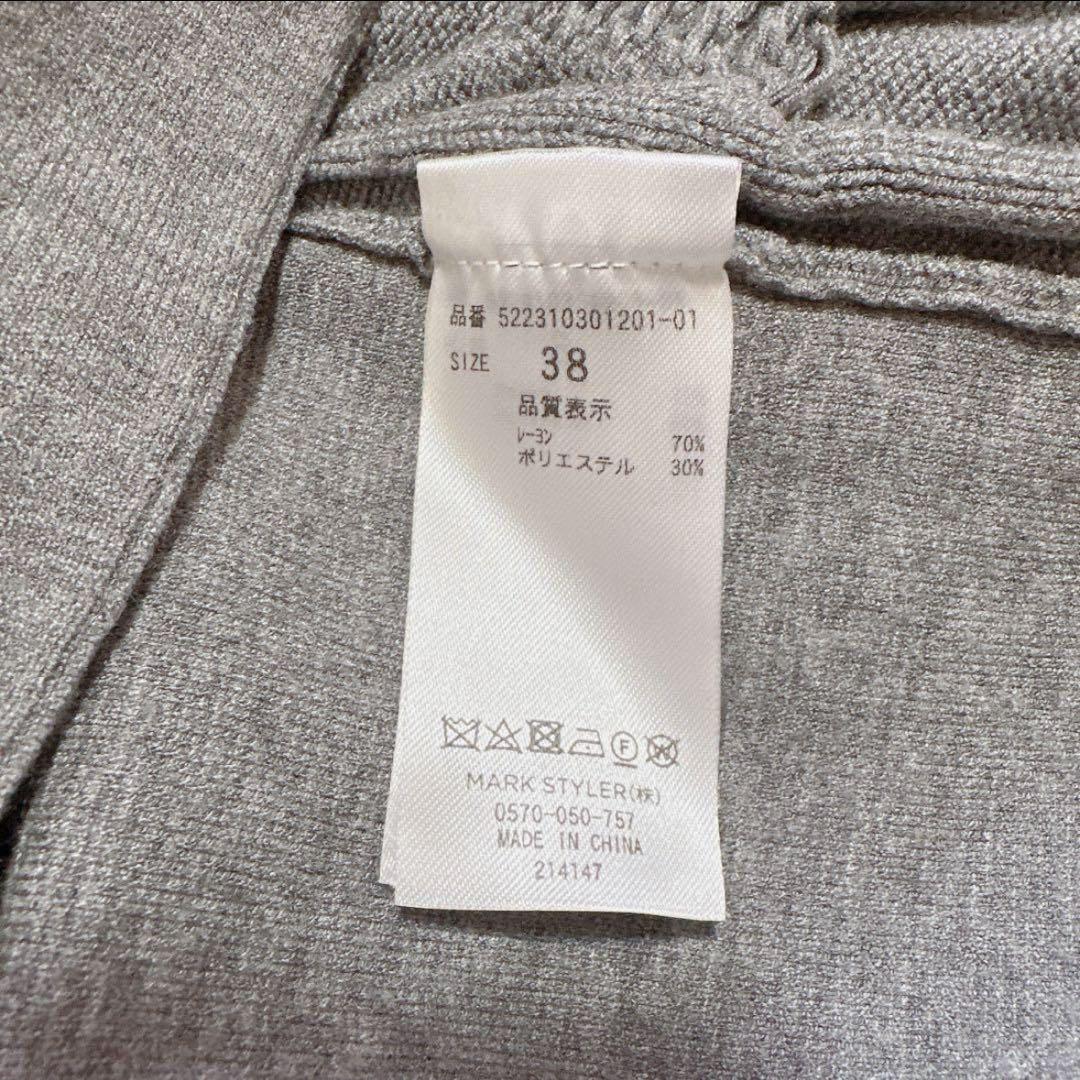 品番 522310301201-01
SIZE 38
品質表示
ﾚｰﾖﾝ 70%
ポリエステル 30%
F
MARK STYLER(株)
0570-050-757
MADE IN CHINA
214147